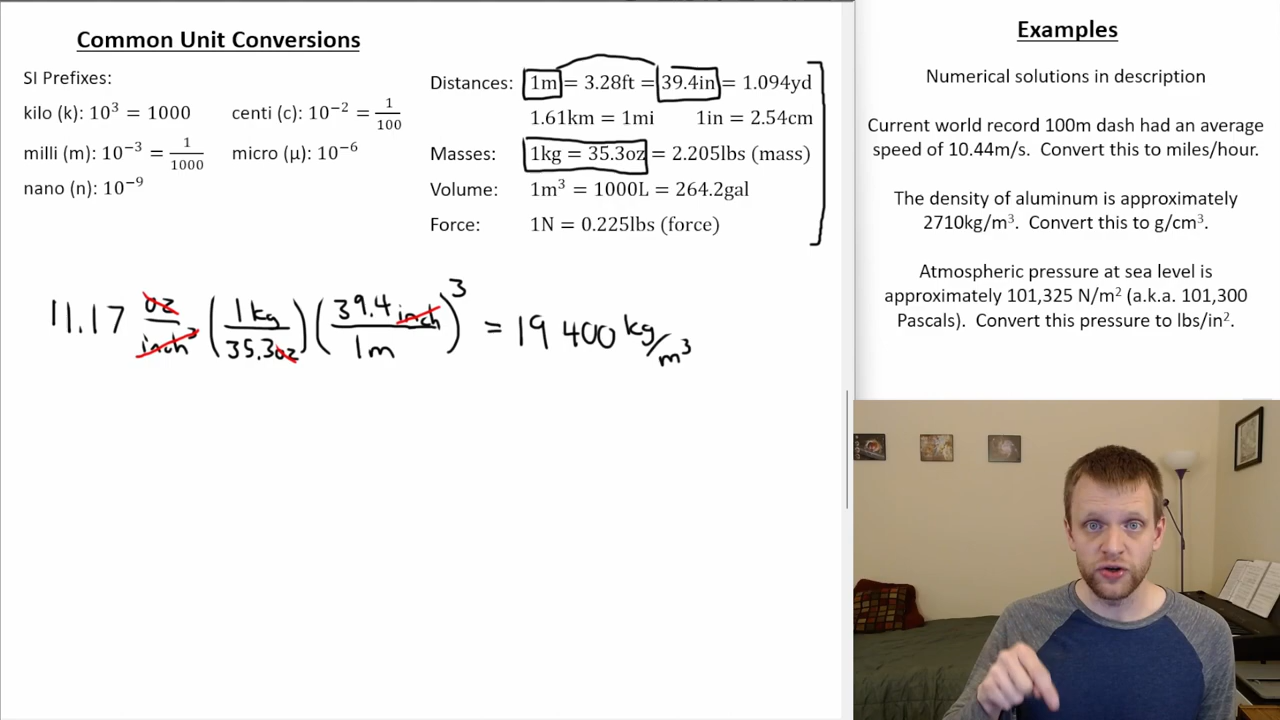 Common Unit Conversions
SI Prefixes:
kilo (k): 10³ = 1000
centi (c): 10⁻² = 1/100
milli (m): 10⁻³ = 1/1000
micro (μ): 10⁻⁶
nano (n): 10⁻⁹
Distances: 1m = 3.28ft = 39.4in = 1.094yd
1.61km = 1mi 1in = 2.54cm
Masses: 1kg = 35.3oz = 2.205lbs (mass)
Volume: 1m³ = 1000L = 264.2gal
Force: 1N = 0.225lbs (force)
11.17 oz/inch³ (1kg/35.3oz) (39.4inch/1m)³ = 19 400 kg/m³
Examples
Numerical solutions in description
Current world record 100m dash had an average
speed of 10.44m/s. Convert this to miles/hour.
The density of aluminum is approximately
2710kg/m³. Convert this to g/cm³.
Atmospheric pressure at sea level is
approximately 101,325 N/m² (a.k.a. 101,300
Pascals). Convert this pressure to lbs/in².